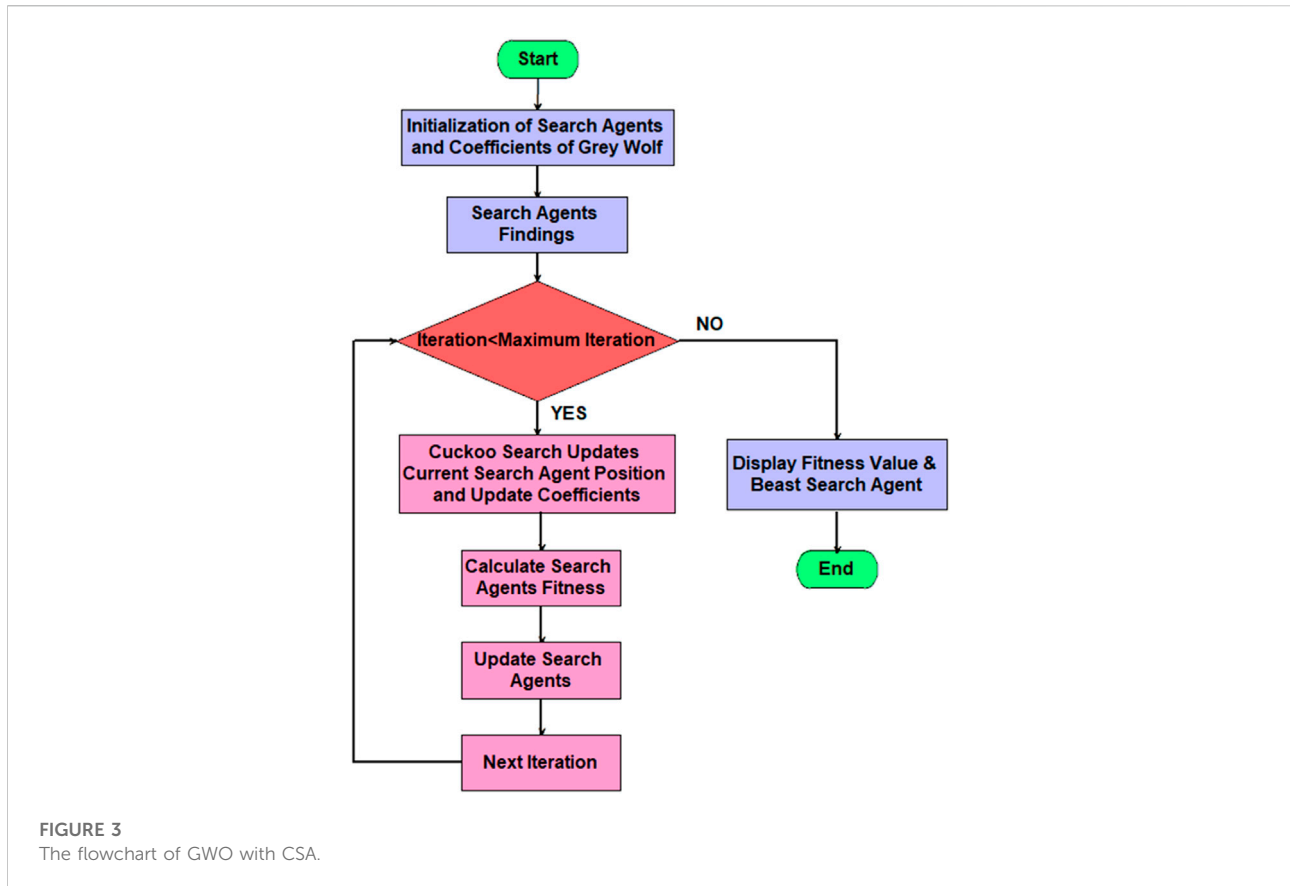 Start
Initialization of Search Agents
and Coefficients of Grey Wolf
Search Agents
Findings
Iteration<Maximum Iteration
NO
YES
Cuckoo Search Updates
Current Search Agent Position
and Update Coefficients
Display Fitness Value &
Beast Search Agent
Calculate Search
Agents Fitness
End
Update Search
Agents
Next Iteration
FIGURE 3
The flowchart of GWO with CSA.